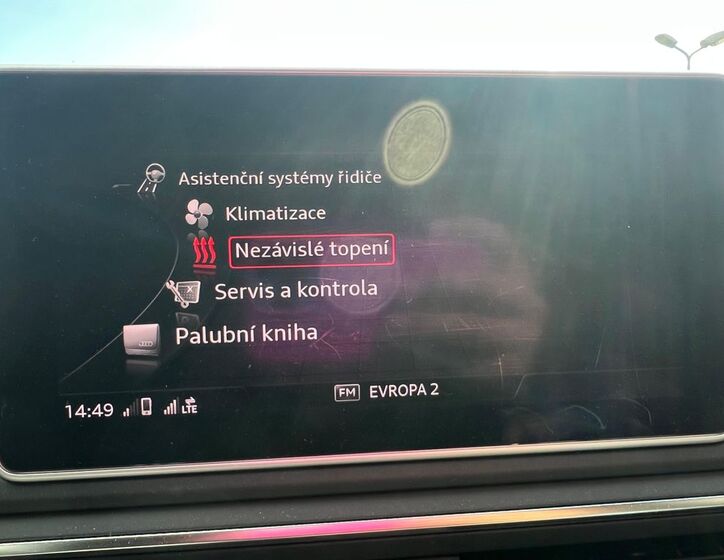 Asistenční systémy řidiče
Klimatizace
Nezávislé topení
Servis a kontrola
Palubní kniha
FM EVROPA 2
14:49 LTE